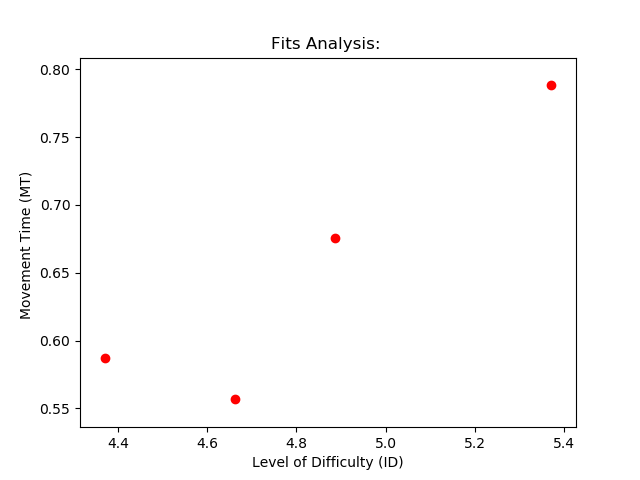 Fits Analysis:
0.80
0.75
0.70
0.65
0.60
0.55
Movement Time (MT)
4.4 4.6 4.8 5.0 5.2 5.4
Level of Difficulty (ID)